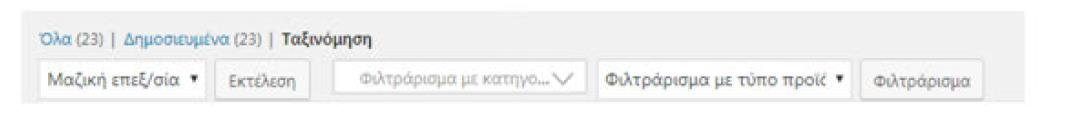 Όλα (23) | Δημοσιευμένα (23) | Ταξινόμηση
Μαζική επεξ/σία Εκτέλεση Φιλτράρισμα με κατηγο... Φιλτράρισμα με τύπο προϊό Φιλτράρισμα